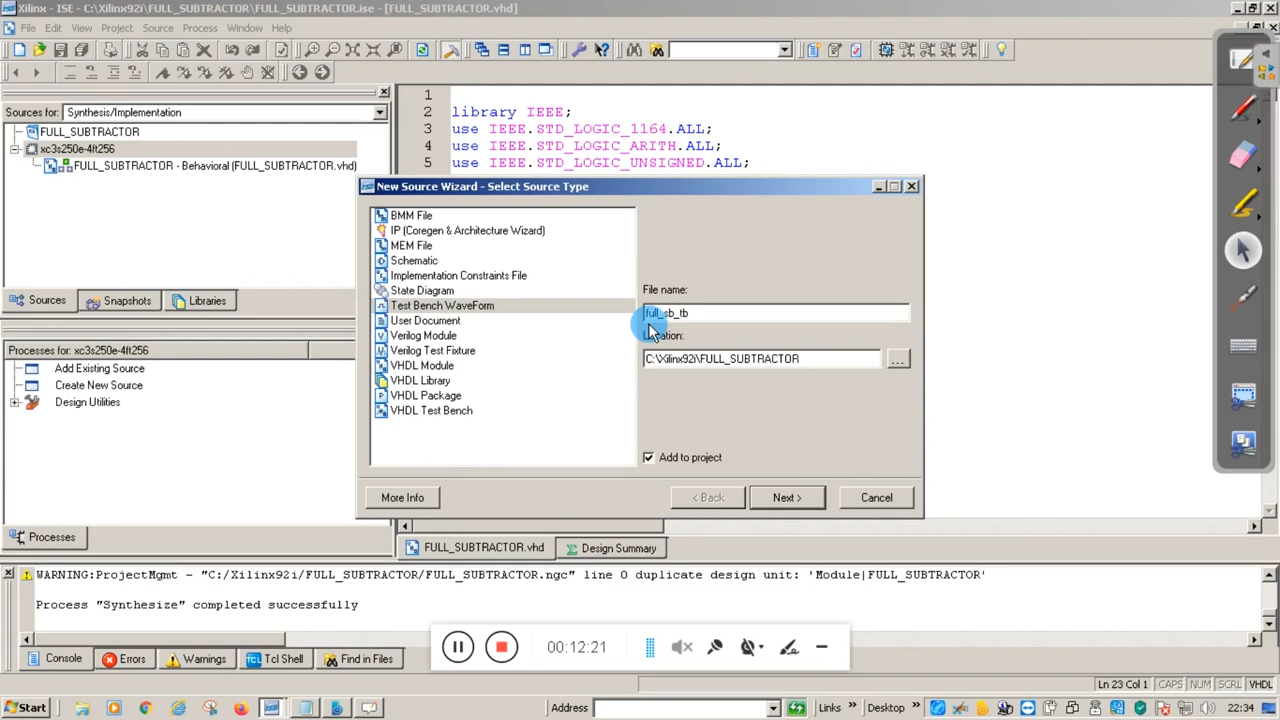 Xilinx - ISE - C:\Xilinx92i\FULL_SUBTRACTOR\FULL_SUBTRACTOR.ise - [FULL_SUBTRACTOR.vhd]
File Edit View Project Source Process Window Help
Sources for: Synthesis/Implementation
FULL_SUBTRACTOR
xc3s250e-4ft256
FULL_SUBTRACTOR - Behavioral (FULL_SUBTRACTOR.vhd)
Sources Snapshots Libraries
Processes for: xc3s250e-4ft256
Add Existing Source
Create New Source
Design Utilities
Processes
1
2 library IEEE;
3 use IEEE.STD_LOGIC_1164.ALL;
4 use IEEE.STD_LOGIC_ARITH.ALL;
5 use IEEE.STD_LOGIC_UNSIGNED.ALL;
New Source Wizard - Select Source Type
BMM File
IP (Coregen & Architecture Wizard)
MEM File
Schematic
Implementation Constraints File
State Diagram
Test Bench WaveForm
User Document
Verilog Module
Verilog Test Fixture
VHDL Module
VHDL Library
VHDL Package
VHDL Test Bench
File name:
full_sb_tb
C:\Xilinx92i\FULL_SUBTRACTOR
...
Add to project
More Info < Back Next > Cancel
FULL_SUBTRACTOR.vhd Design Summary
WARNING:ProjectMgmt - "C:/Xilinx92i/FULL_SUBTRACTOR/FULL_SUBTRACTOR.ngc" line 0 duplicate design unit: 'Module|FULL_SUBTRACTOR'
Process "Synthesize" completed successfully
00:12:21
Console Errors Warnings Tcl Shell Find in Files
Ln 23 Col 1 CAPS NUM SCRL VHDL
Start Address Links » Desktop » 22:34